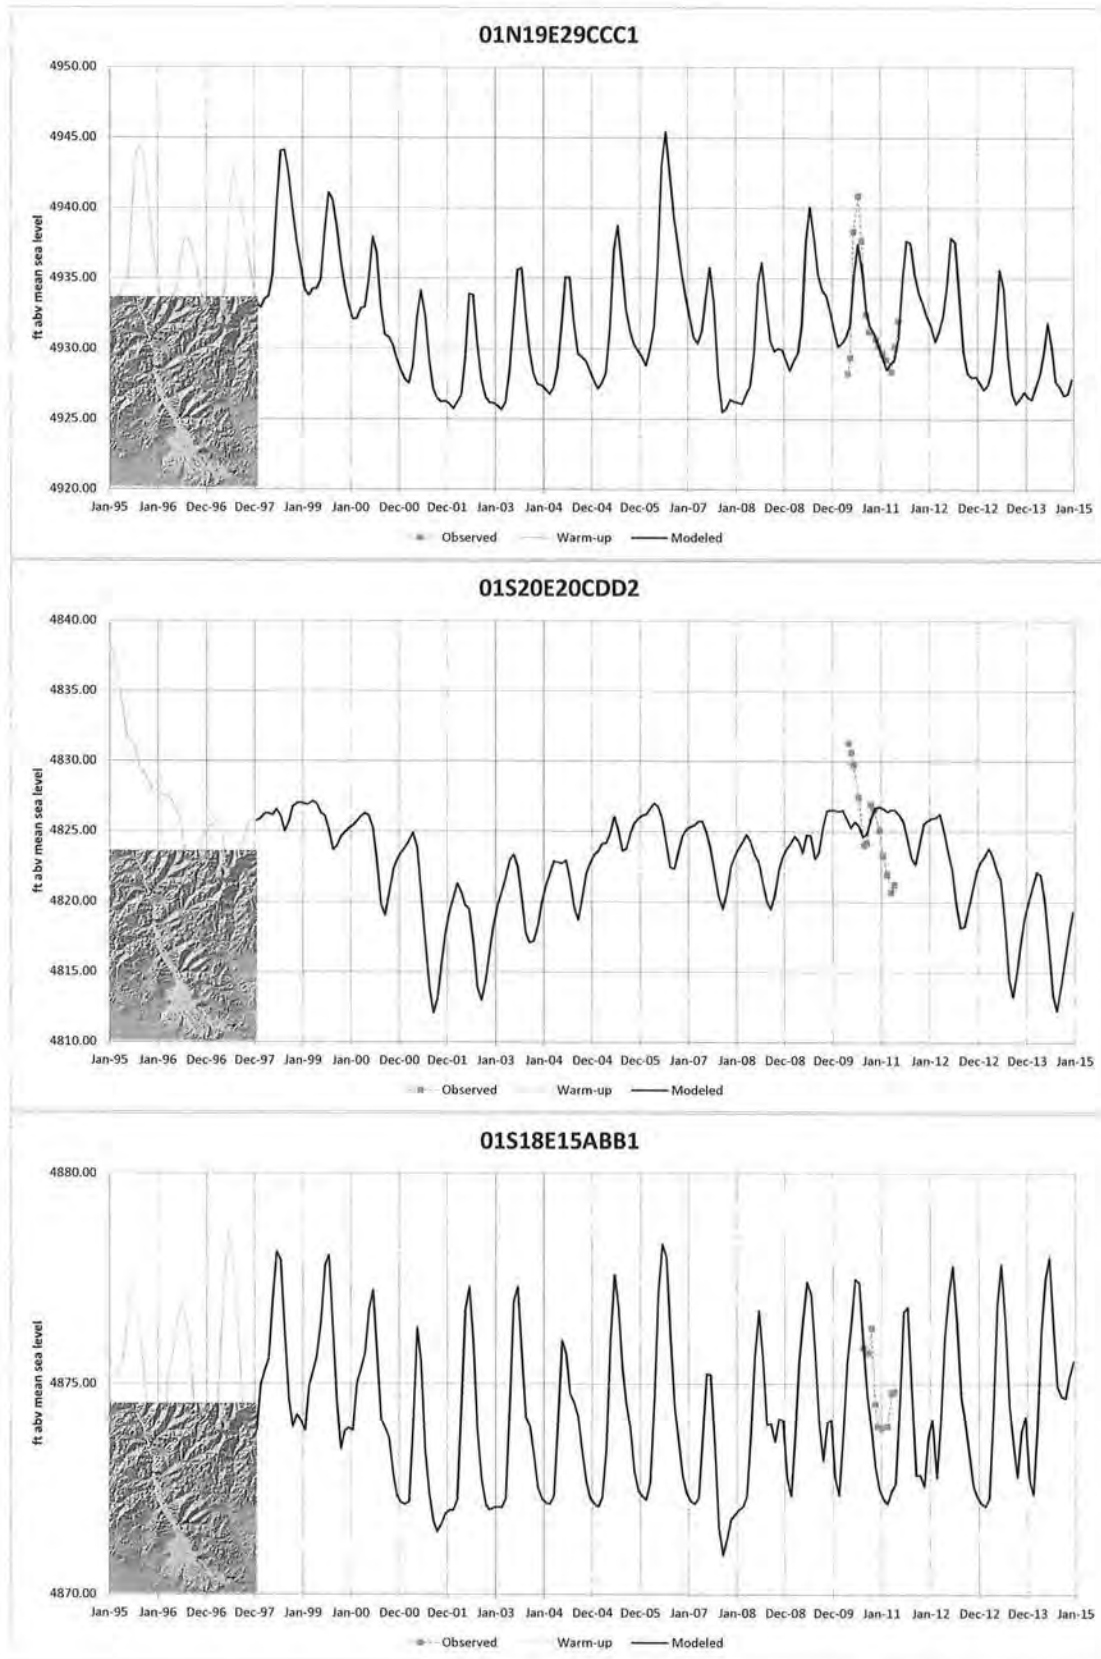 01N19E29CCC1
4950.00
4945.00
4940.00
4935.00
4930.00
4925.00
4920.00
ft abv mean sea level
Jan-95 Jan-96 Dec-96 Dec-97 Jan-99 Jan-00 Dec-00 Dec-01 Jan-03 Jan-04 Dec-04 Dec-05 Jan-07 Jan-08 Dec-08 Dec-09 Jan-11 Jan-12 Dec-12 Dec-13 Jan-15
Observed Warm-up Modeled
01S20E20CDD2
4840.00
4835.00
4830.00
4825.00
4820.00
4815.00
4810.00
ft abv mean sea level
Jan-95 Jan-96 Dec-96 Dec-97 Jan-99 Jan-00 Dec-00 Dec-01 Jan-03 Jan-04 Dec-04 Dec-05 Jan-07 Jan-08 Dec-08 Dec-09 Jan-11 Jan-12 Dec-12 Dec-13 Jan-15
Observed Warm-up Modeled
01S18E15ABB1
4880.00
4875.00
4870.00
ft abv mean sea level
Jan-95 Jan-96 Dec-96 Dec-97 Jan-99 Jan-00 Dec-00 Dec-01 Jan-03 Jan-04 Dec-04 Dec-05 Jan-07 Jan-08 Dec-08 Dec-09 Jan-11 Jan-12 Dec-12 Dec-13 Jan-15
Observed Warm-up Modeled